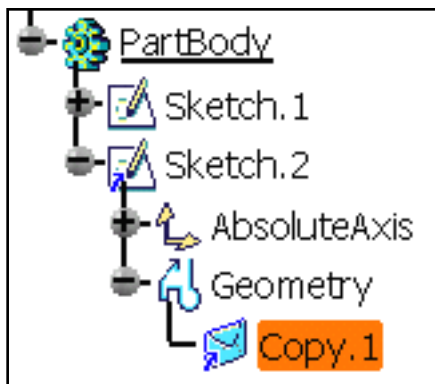 PartBody
Sketch.1
Sketch.2
AbsoluteAxis
Geometry
Copy.1